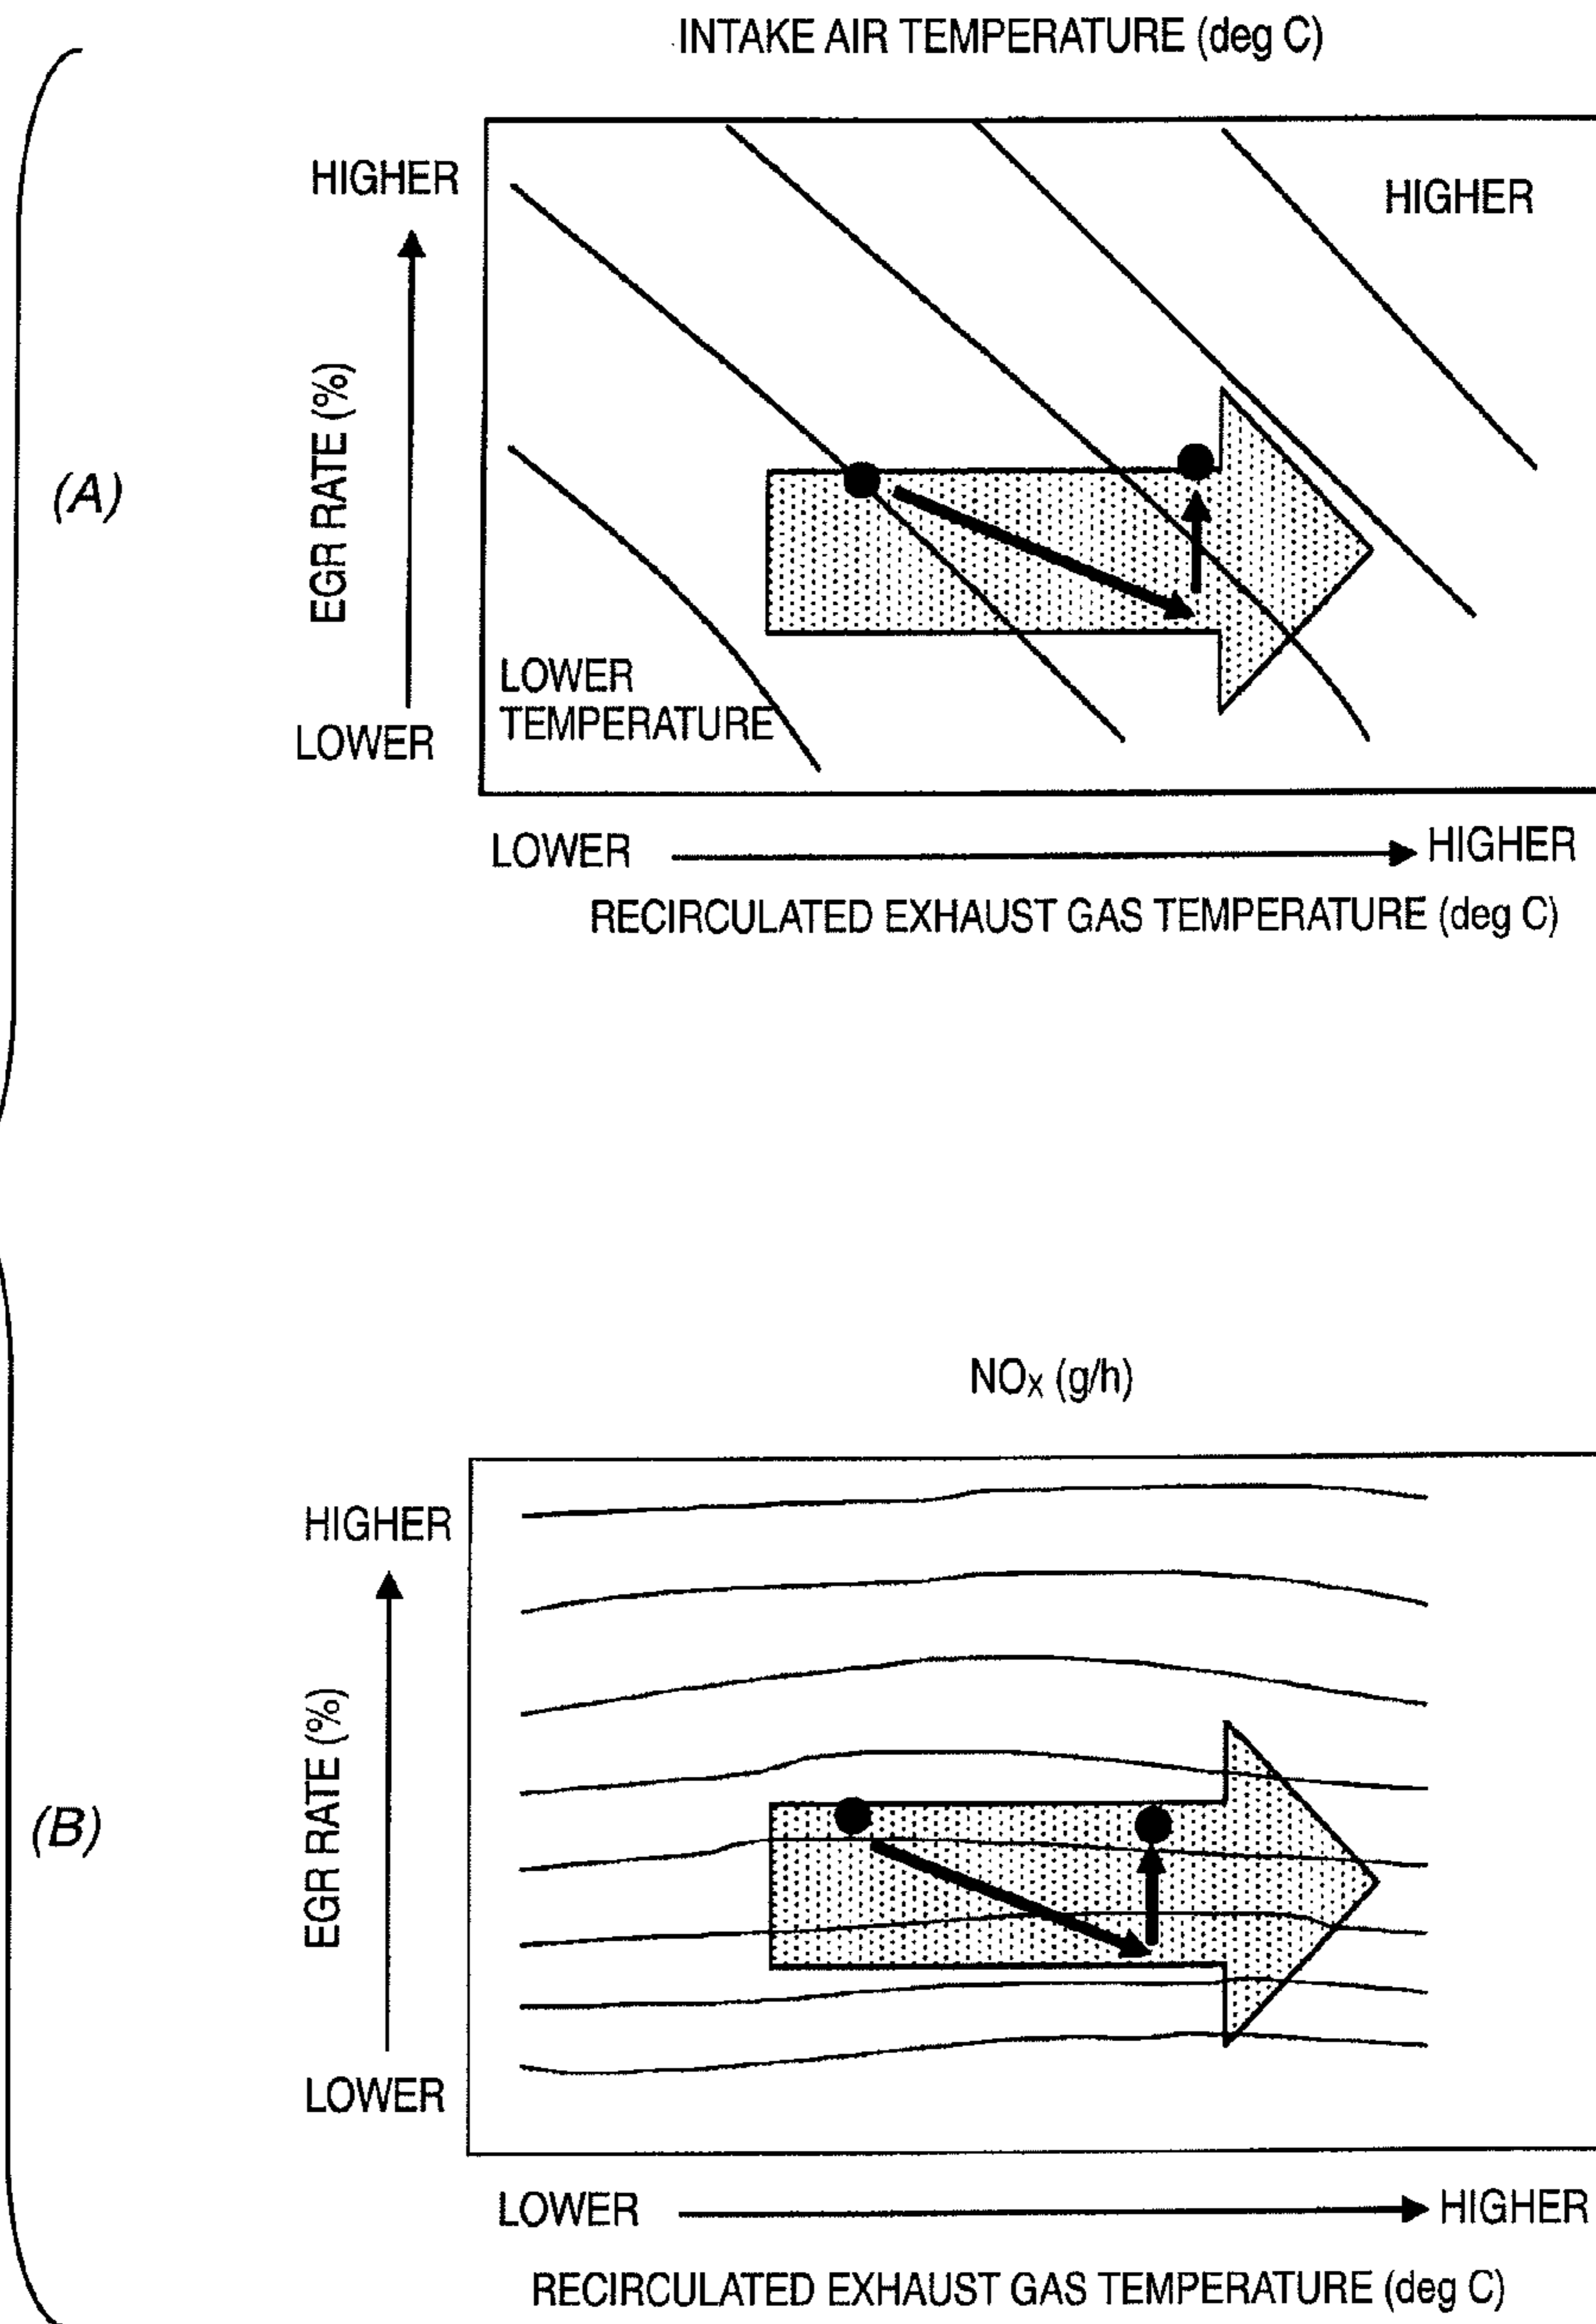 INTAKE AIR TEMPERATURE (deg C)
HIGHER
HIGHER
(A)
EGR RATE (%)
LOWER
TEMPERATURE
LOWER
LOWER
HIGHER
RECIRCULATED EXHAUST GAS TEMPERATURE (deg C)
NOx (g/h)
HIGHER
(B)
EGR RATE (%)
LOWER
LOWER
HIGHER
RECIRCULATED EXHAUST GAS TEMPERATURE (deg C)